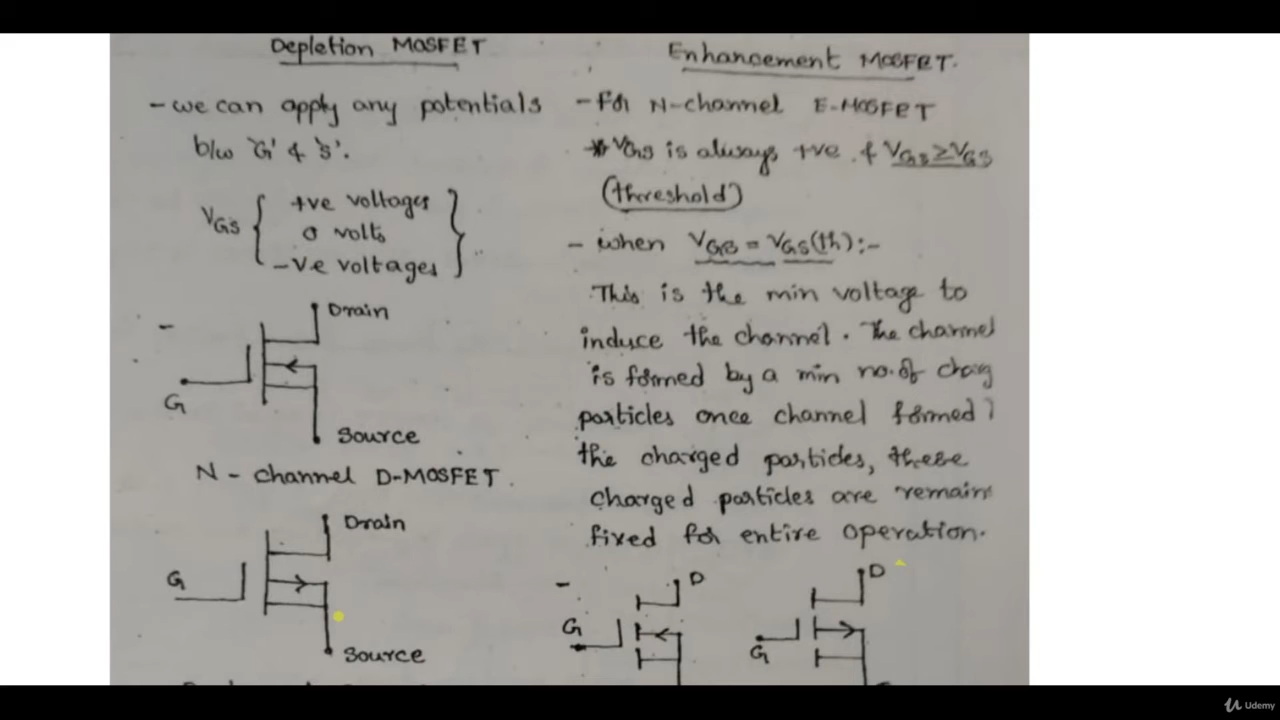 Depletion MOSFET
- we can apply any potentials
b/w 'G' & 'S'.
VGS { +ve voltages
0 volts
-ve voltages }
- Drain
G
Source
N - channel D-MOSFET.
Drain
G
Source
Enhancement MOSFET.
- For N-channel E-MOSFET
* VGS is always +ve & VGS ≥ VGS
(threshold)
- when VGS = VGS(th):-
This is the min voltage to
induce the channel. The channel
is formed by a min no. of charg
particles once channel formed
the charged particles, these
charged particles are remain
fixed for entire operation.
- D
G
D
G
Udemy